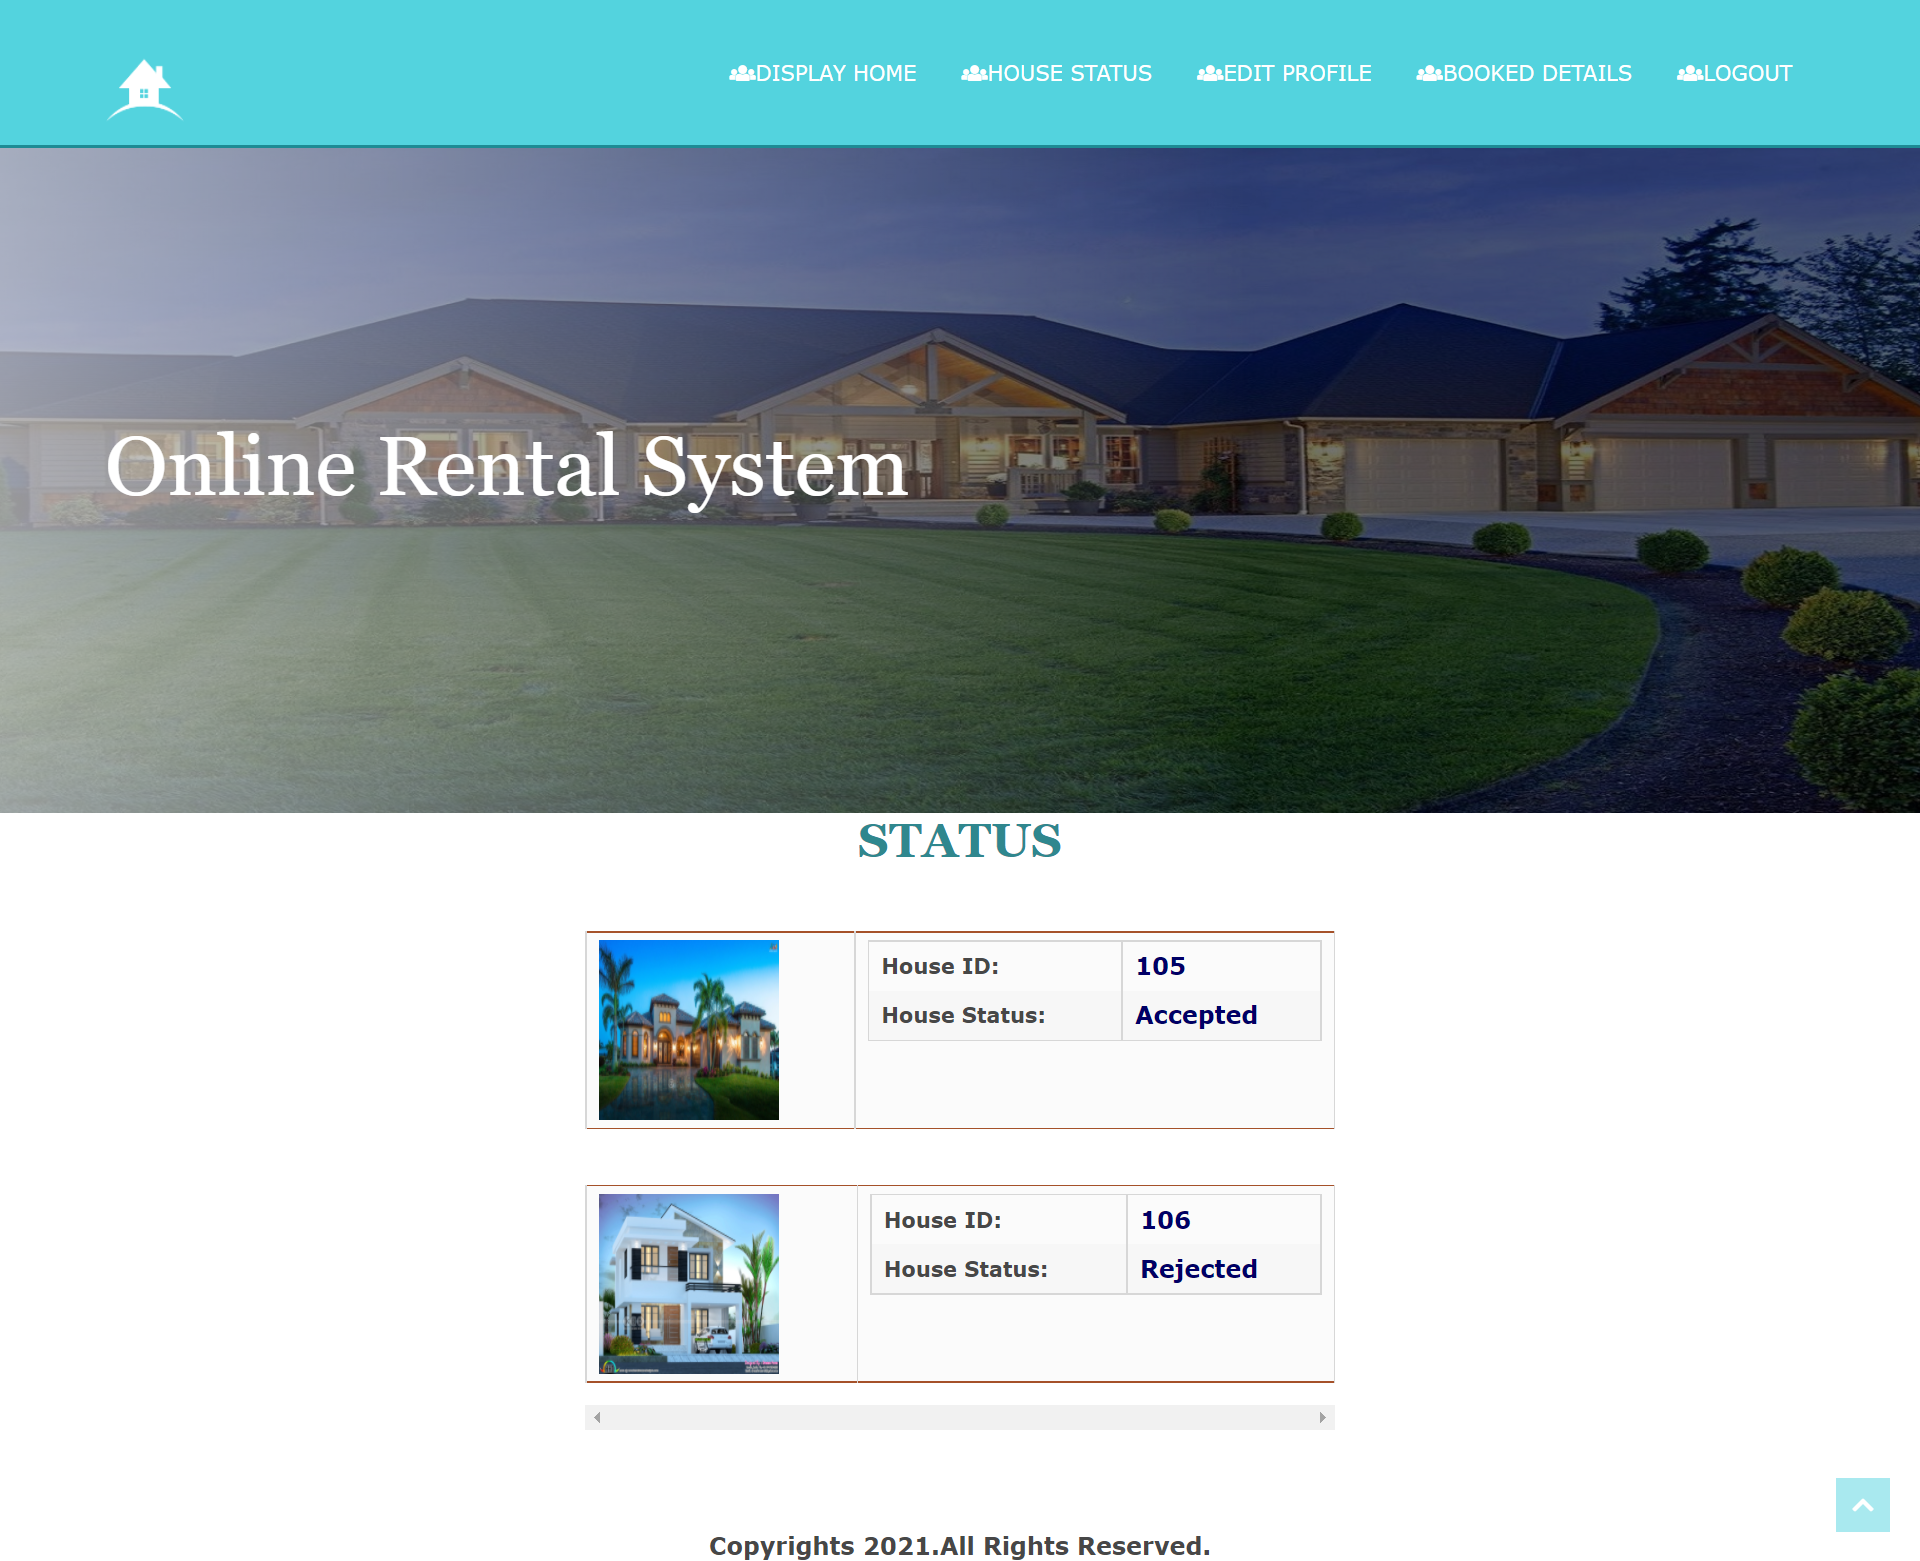 DISPLAY HOME HOUSE STATUS EDIT PROFILE BOOKED DETAILS LOGOUT
Online Rental System
STATUS
House ID: 105
House Status: Accepted
House ID: 106
House Status: Rejected
Copyrights 2021.All Rights Reserved.